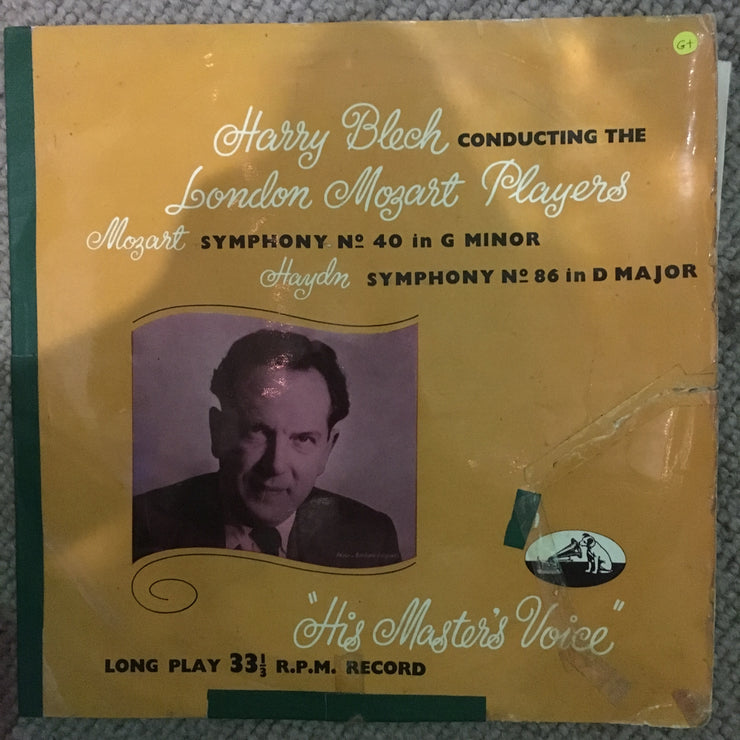 G+
Harry Blech CONDUCTING THE
London Mozart Players
Mozart SYMPHONY Nº 40 in G MINOR
Haydn SYMPHONY Nº 86 in D MAJOR
"His Master's Voice"
LONG PLAY 33⅓ R.P.M. RECORD